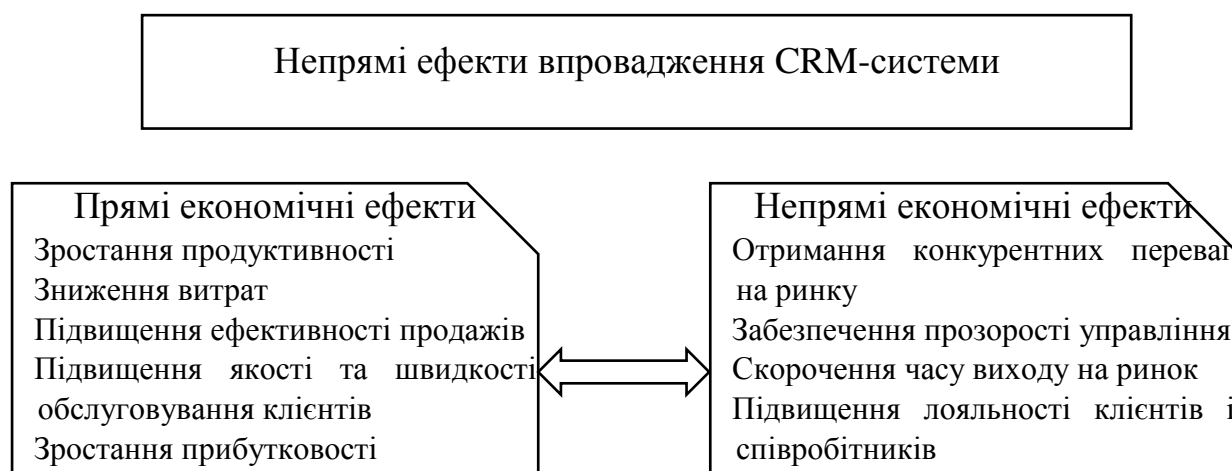 Непрямі ефекти впровадження CRM-системи
Прямі економічні ефекти
Зростання продуктивності
Зниження витрат
Підвищення ефективності продажів
Підвищення якості та швидкості
обслуговування клієнтів
Зростання прибутковості
Непрямі економічні ефекти
Отримання конкурентних переваг
на ринку
Забезпечення прозорості управління
Скорочення часу виходу на ринок
Підвищення лояльності клієнтів і
співробітників